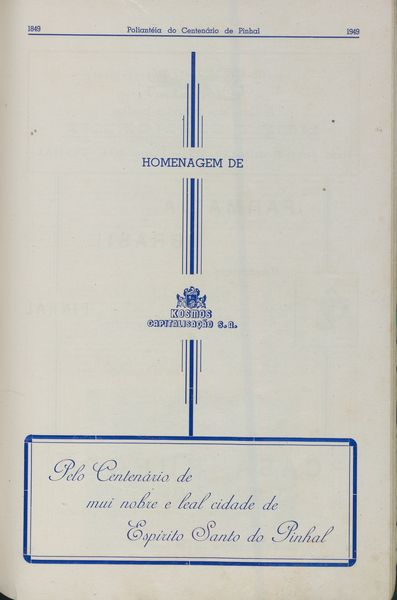 1849 Poliantéia do Centenário de Pinhal 1949
HOMENAGEM DE
KOSMOS
CAPITALISAÇÃO S.A.
Pelo Centenário de
mui nobre e leal cidade de
Espírito Santo do Pinhal